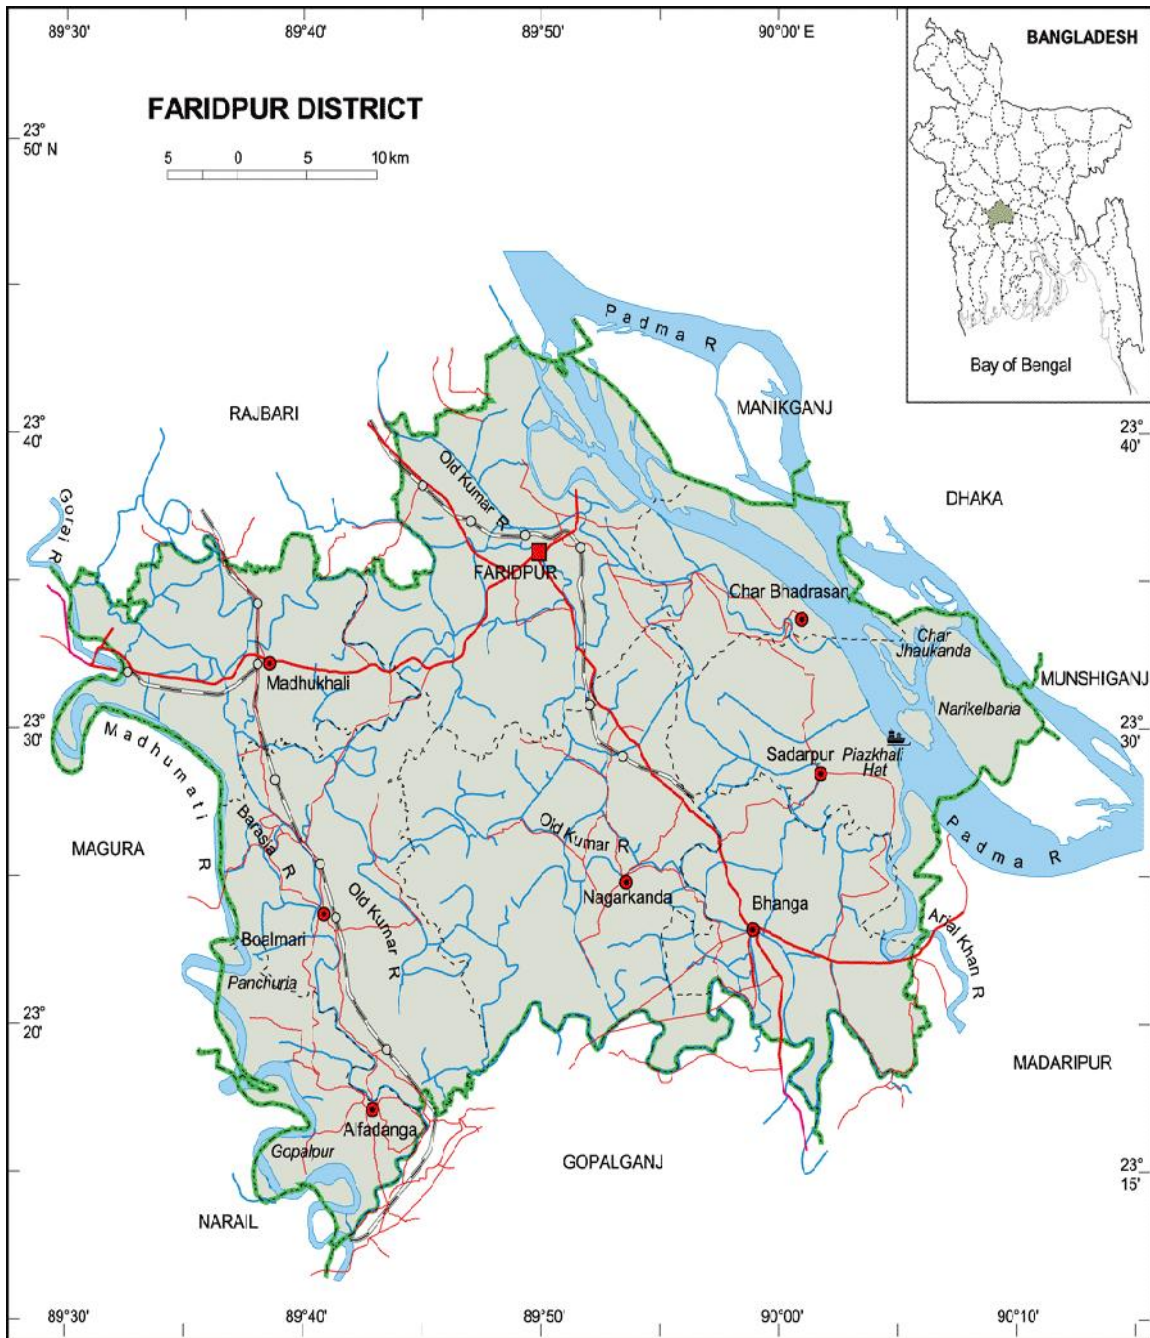 89°30'
89°40'
89°50'
90°00' E
BANGLADESH
Bay of Bengal
FARIDPUR DISTRICT
5 0 5 10 km
23°
50' N
Padma R
RAJBARI
MANIKGANJ
23°
40'
23°
40'
Old Kumar R
DHAKA
Gorai R
FARIDPUR
Char Bhadrasan
Char
Jhaukanda
Madhukhali
MUNSHIGANJ
Narikelbaria
23°
30'
23°
30'
Madhumati R
Sadarpur
Piazkhali
Hat
Barasia R
Old Kumar R
Padma R
MAGURA
Nagarkanda
Bhanga
Old Kumar R
Arial Khan R
Boalmari
Panchuria
23°
20'
MADARIPUR
Alfadanga
Gopalpur
GOPALGANJ
23°
15'
NARAIL
89°30'
89°40'
89°50'
90°00'
90°10'